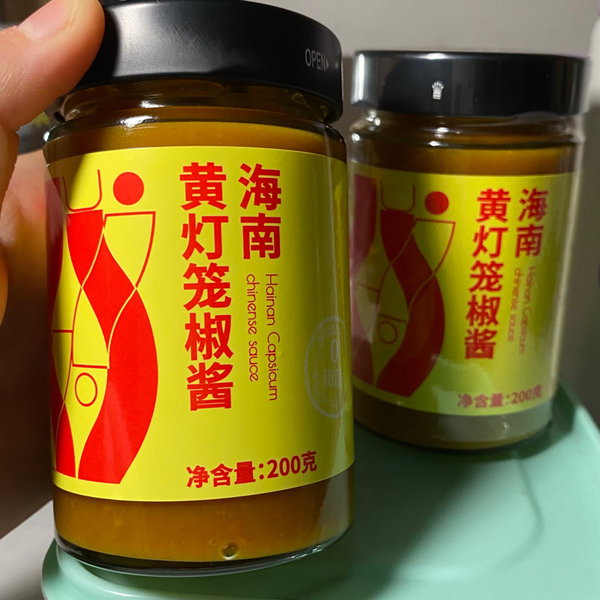 OPEN
海南
黄灯笼椒酱
Hainan Capsicum
chinense sauce
净含量:200克
海南
黄灯笼椒酱
Hainan Capsicum
chinense sauce
净含量:200克